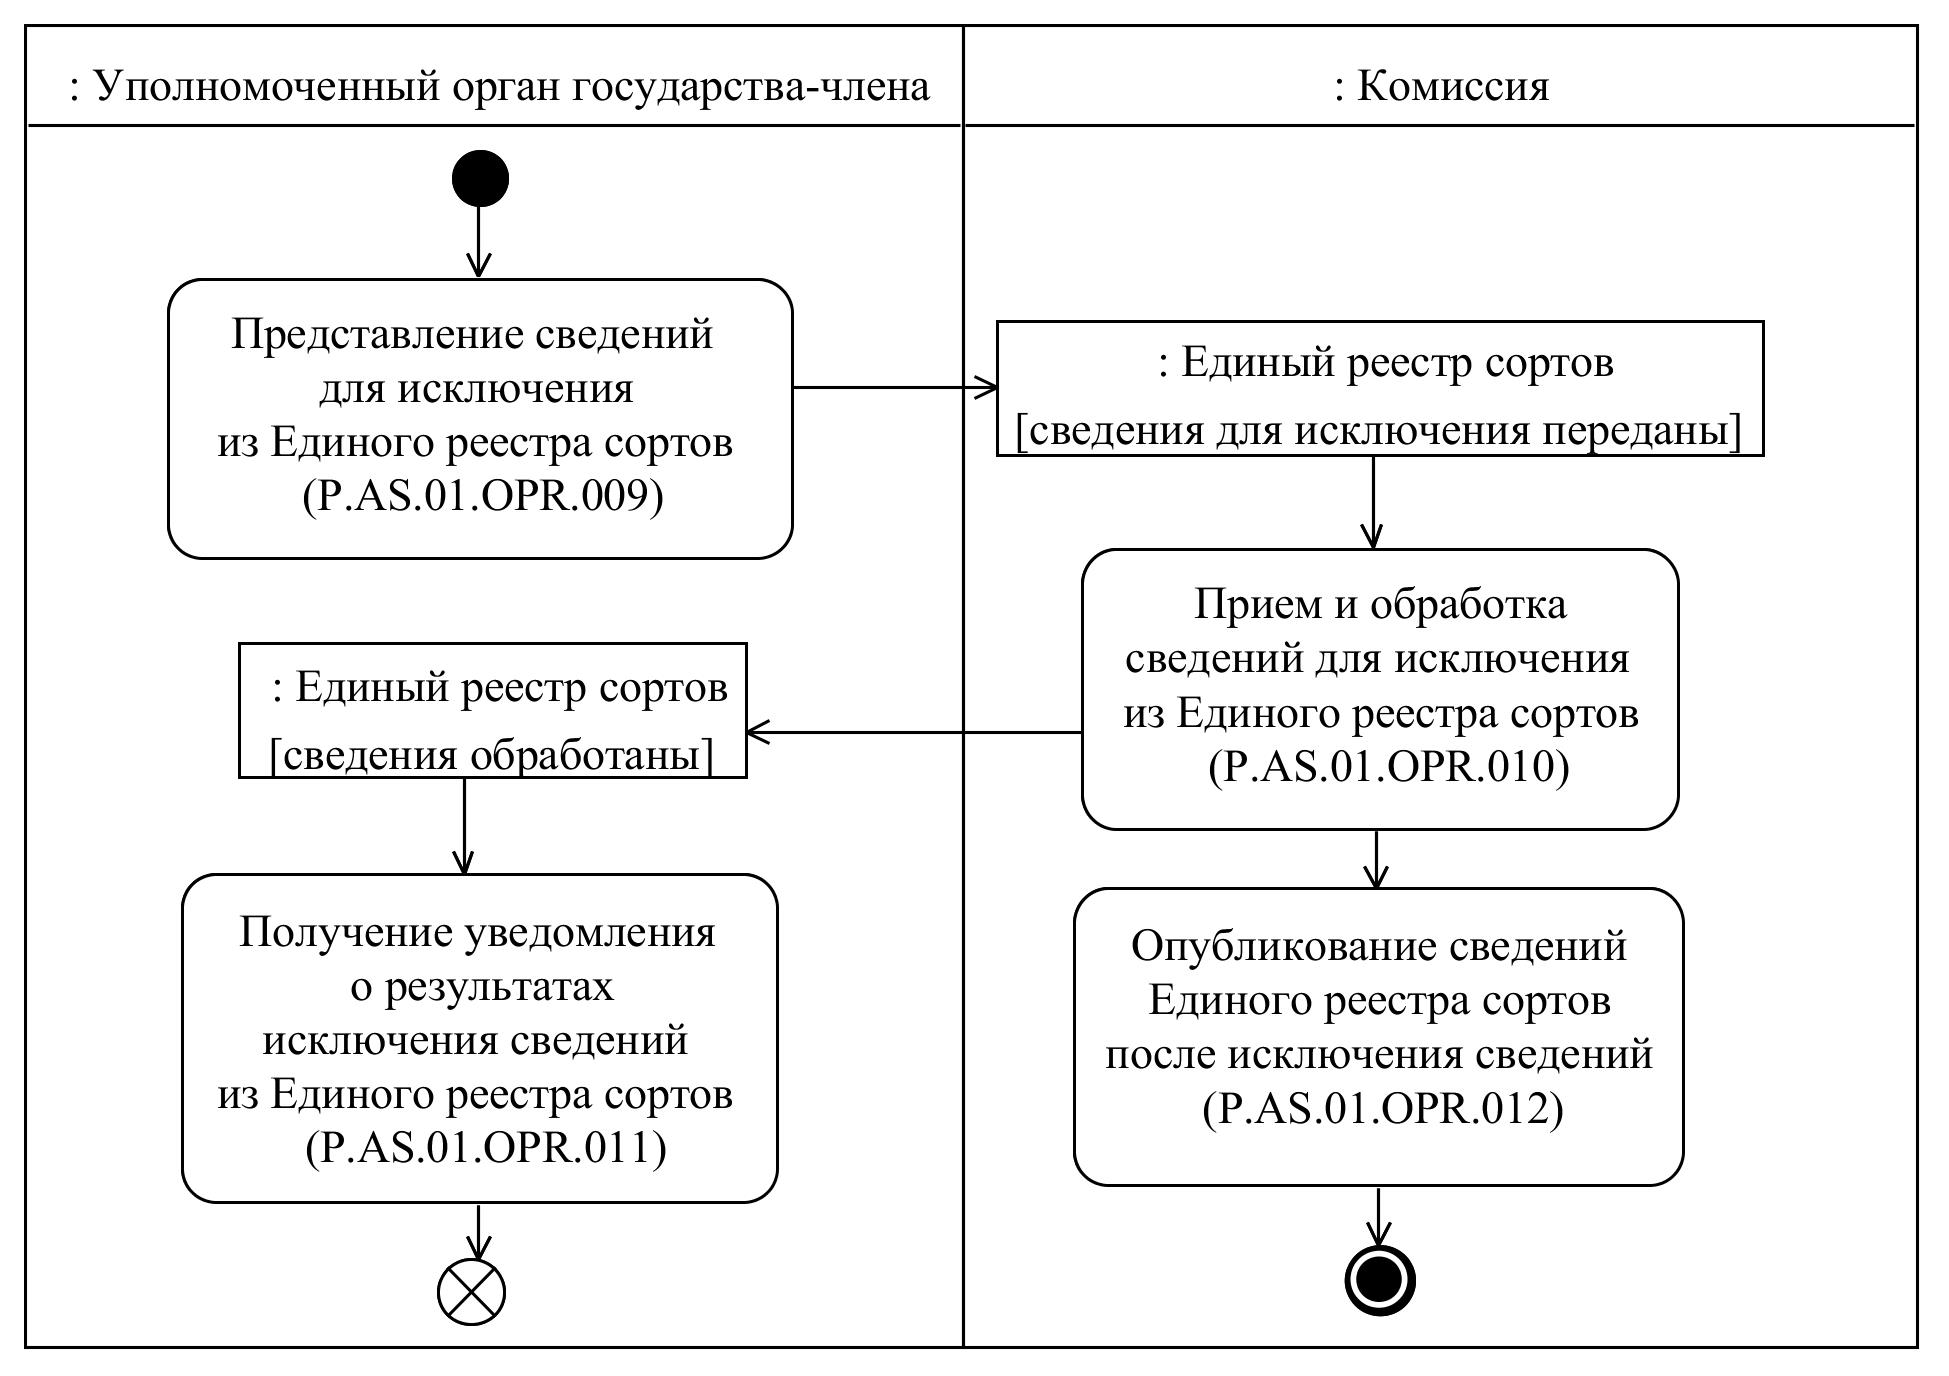 : Уполномоченный орган государства-члена
: Комиссия
Представление сведений
для исключения
из Единого реестра сортов
(P.AS.01.OPR.009)
: Единый реестр сортов
[сведения для исключения переданы]
Прием и обработка
сведений для исключения
из Единого реестра сортов
(P.AS.01.OPR.010)
: Единый реестр сортов
[сведения обработаны]
Получение уведомления
о результатах
исключения сведений
из Единого реестра сортов
(P.AS.01.OPR.011)
Опубликование сведений
Единого реестра сортов
после исключения сведений
(P.AS.01.OPR.012)